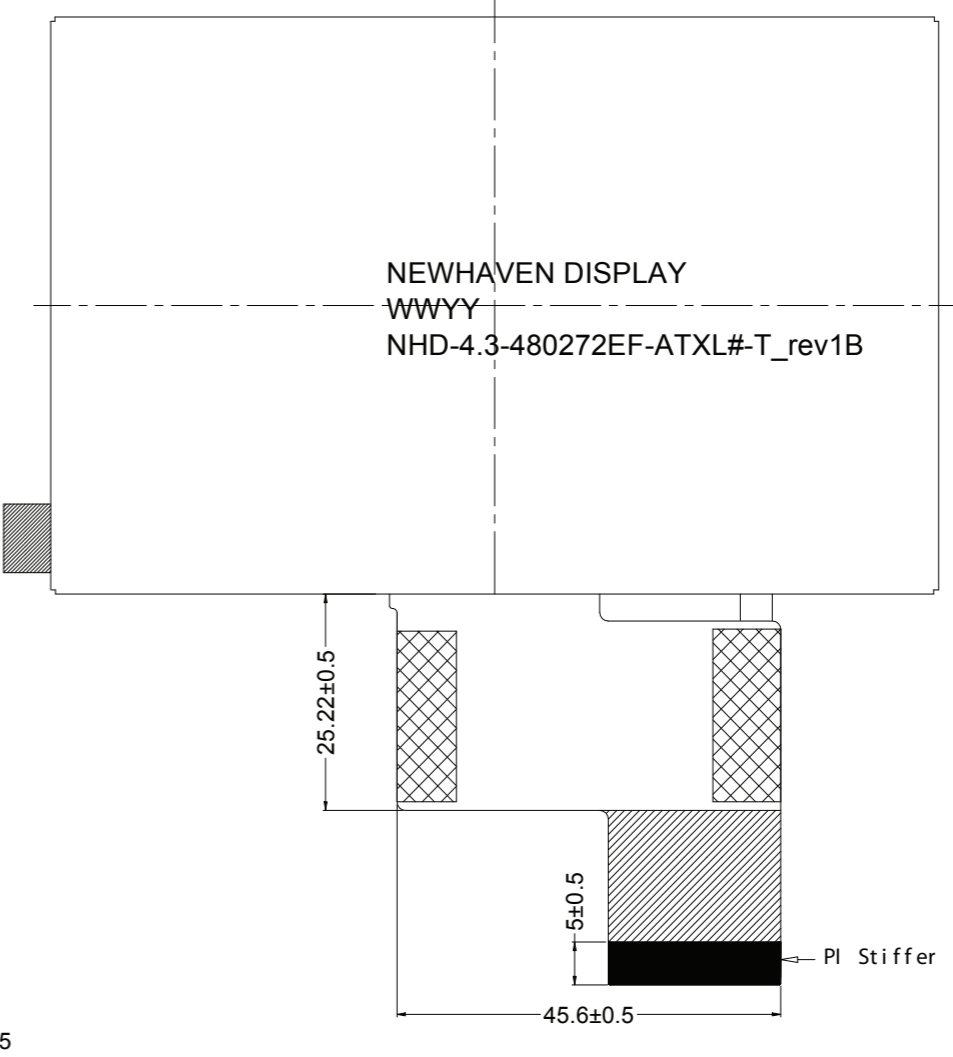 NEWHAVEN DISPLAY
WWYY
NHD-4.3-480272EF-ATXL#-T_rev1B
25.22±0.5
5±0.5
PI Stiffer
45.6±0.5
5